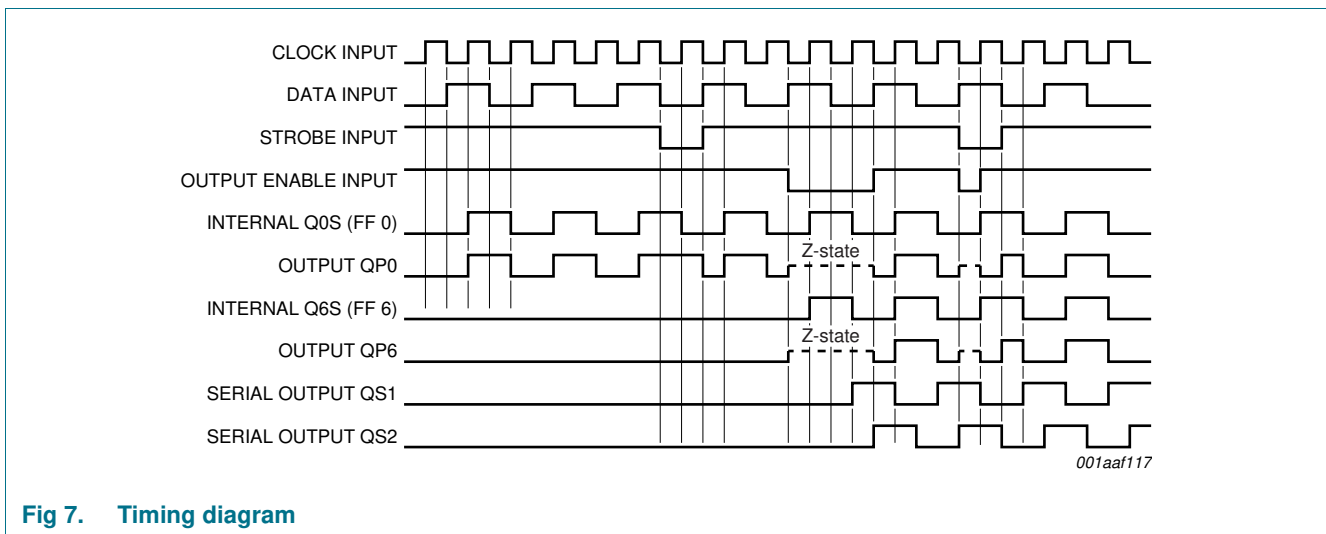 CLOCK INPUT
DATA INPUT
STROBE INPUT
OUTPUT ENABLE INPUT
INTERNAL Q0S (FF 0)
Z-state
OUTPUT QP0
INTERNAL Q6S (FF 6)
Z-state
OUTPUT QP6
SERIAL OUTPUT QS1
SERIAL OUTPUT QS2
001aaf117
Fig 7. Timing diagram